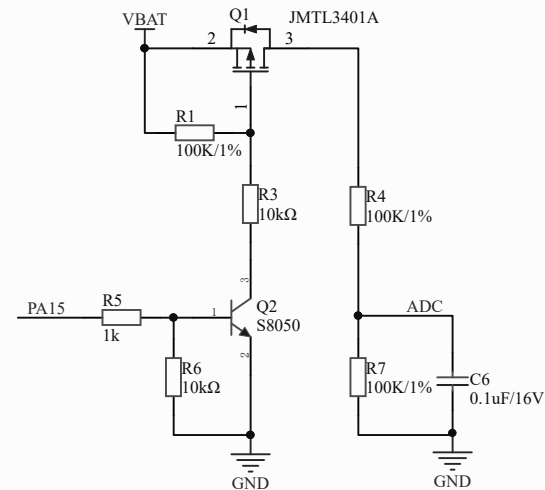 Q1 JMTL3401A
VBAT
2 3
1
R1
100K/1%
R3
10kΩ
R4
100K/1%
3
PA15 R5
1k
1
Q2
S8050
2
ADC
R6
10kΩ
R7
100K/1%
C6
0.1uF/16V
GND
GND